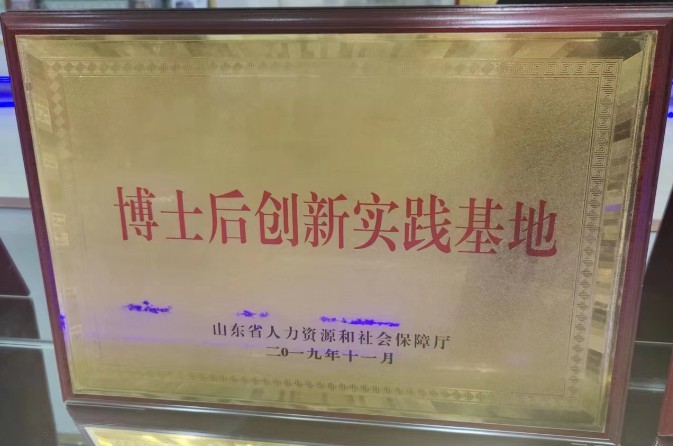 博士后创新实践基地
山东省人力资源和社会保障厅
二〇一九年十一月